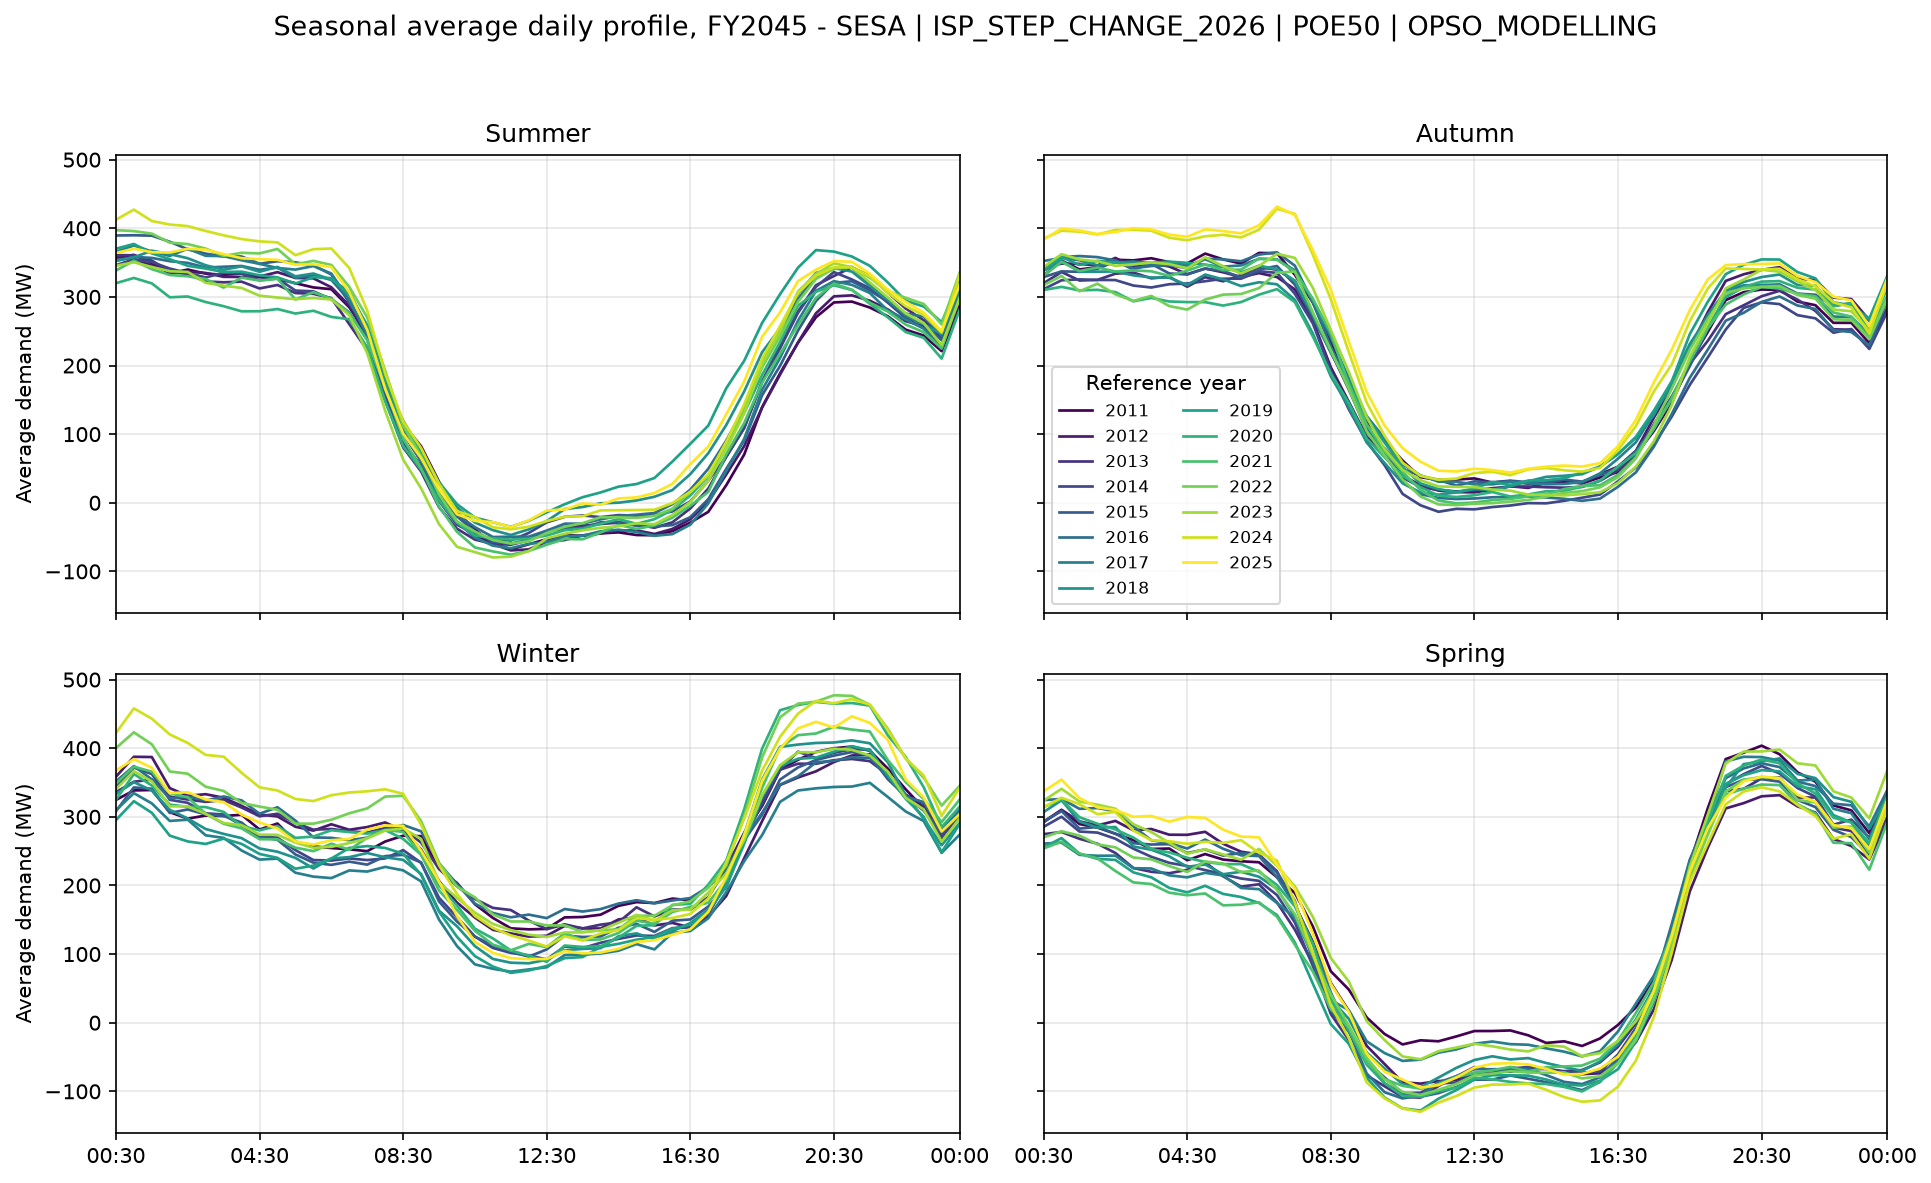 Seasonal average daily profile, FY2045 - SESA | ISP_STEP_CHANGE_2026 | POE50 | OPSO_MODELLING
Summer
Average demand (MW)
500
400
300
200
100
0
−100
Autumn
Reference year
2011
2012
2013
2014
2015
2016
2017
2018
2019
2020
2021
2022
2023
2024
2025
Winter
Average demand (MW)
500
400
300
200
100
0
−100
00:30 04:30 08:30 12:30 16:30 20:30 00:00
Spring
00:30 04:30 08:30 12:30 16:30 20:30 00:00